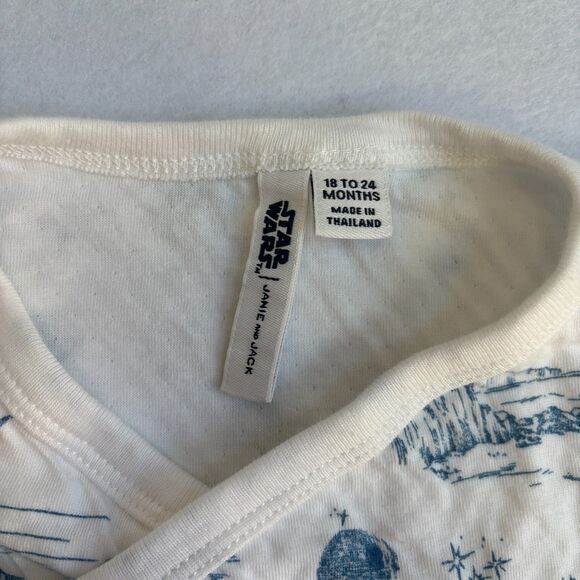 STAR
WARS
TM
JANIE AND JACK
18 TO 24
MONTHS
MADE IN
THAILAND